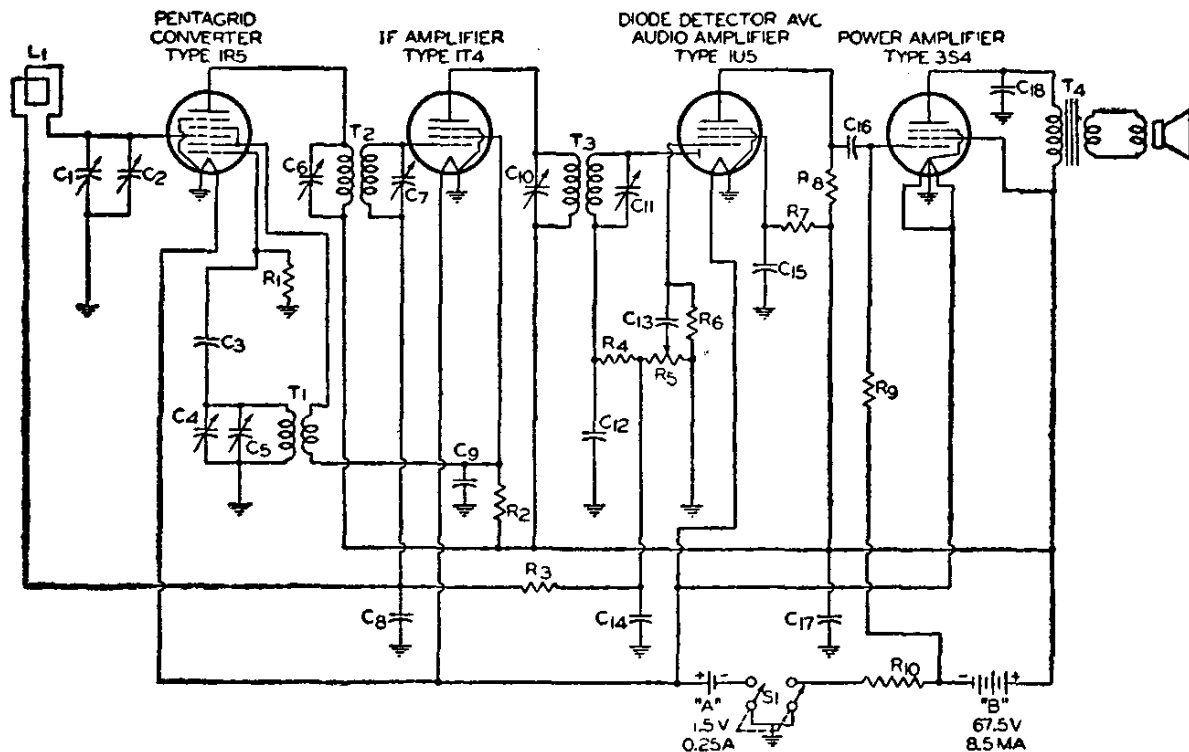 PENTAGRID
CONVERTER
TYPE 1R5
IF AMPLIFIER
TYPE 1T4
DIODE DETECTOR AVC
AUDIO AMPLIFIER
TYPE 1U5
POWER AMPLIFIER
TYPE 3S4
L1
C18
T4
T2
C16
T3
C1
C2
C6
C7
C10
C11
R8
R7
R1
C15
C3
C13
R6
R4
R5
R9
T1
C4
C5
C12
C9
R2
R3
C8
C14
C17
R10
+ -
S1
- +
"A"
1.5V
0.25A
"B"
67.5V
8.5MA